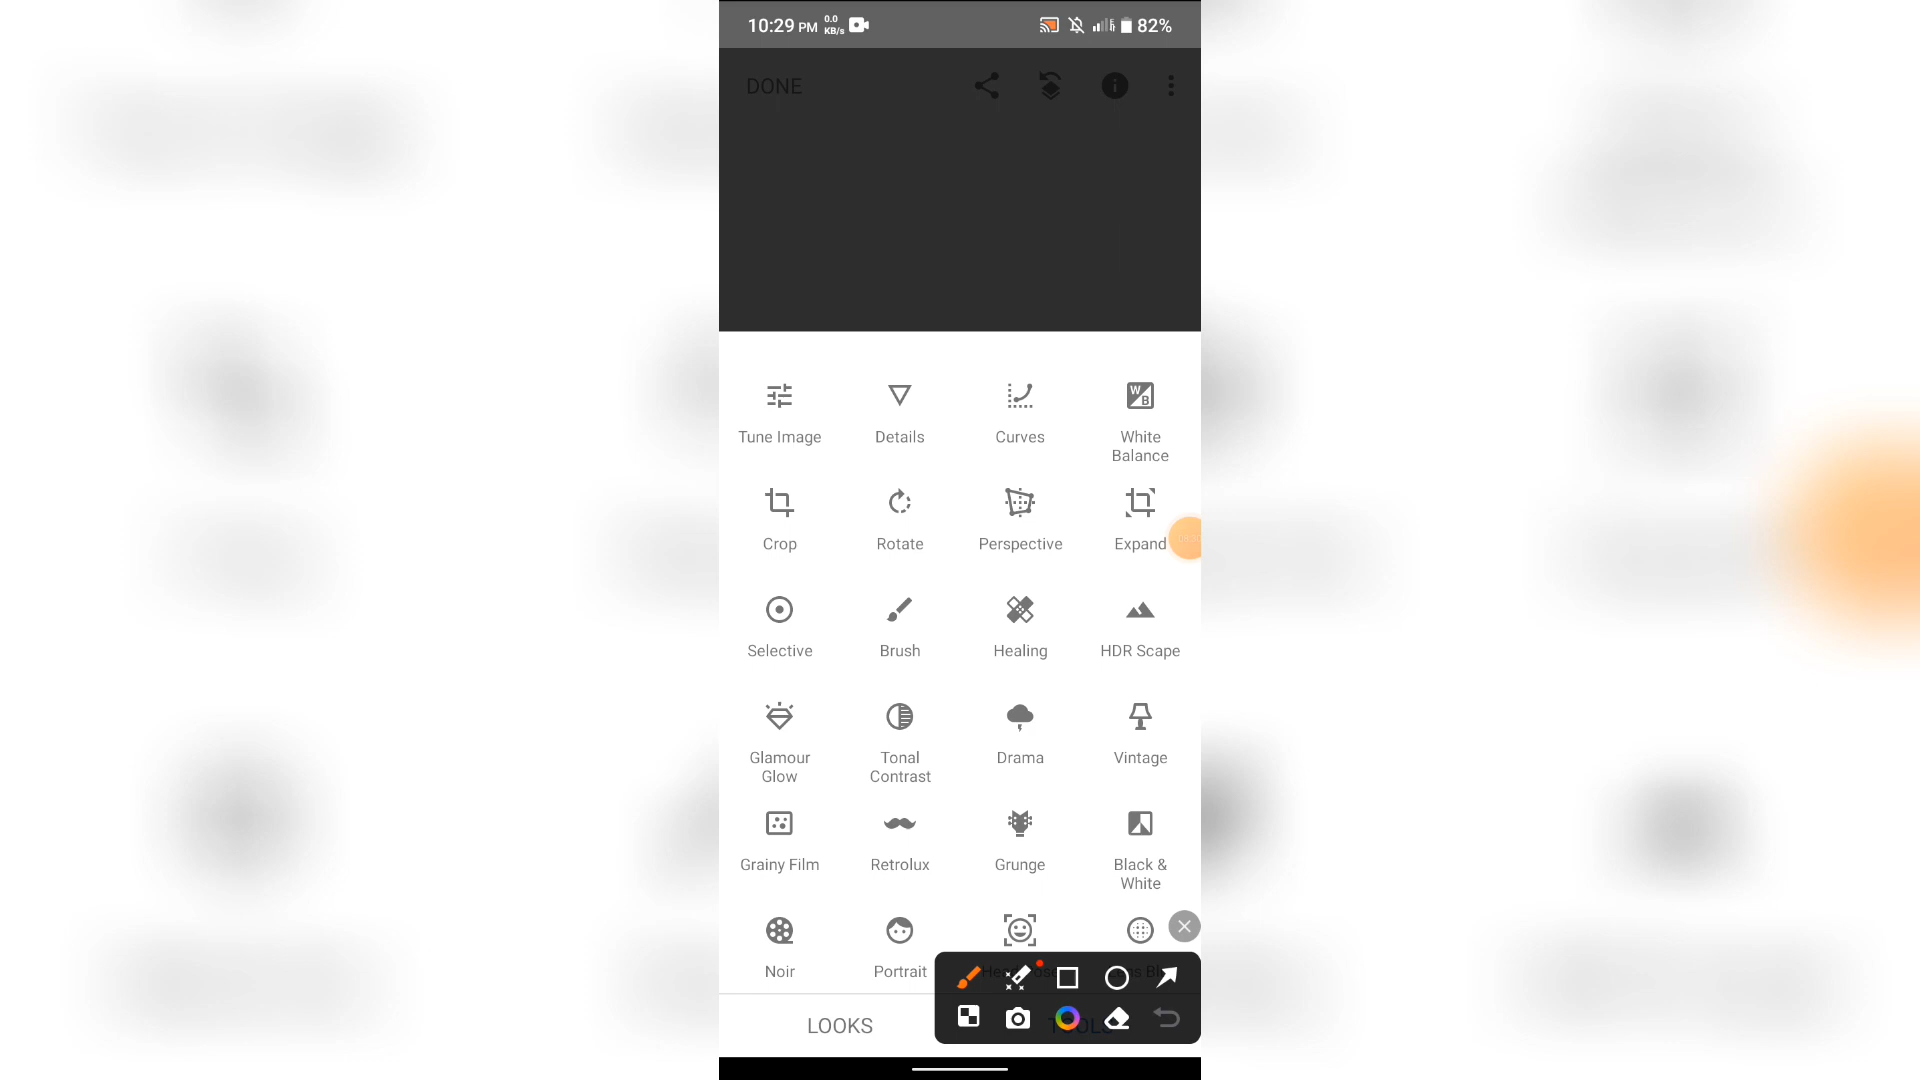 10:29 PM 0.0 KB/s 82%
DONE
Tune Image Details Curves White Balance
Crop Rotate Perspective Expand
Selective Brush Healing HDR Scape
Glamour Glow Tonal Contrast Drama Vintage
Grainy Film Retrolux Grunge Black & White
Noir Portrait
LOOKS TOOLS